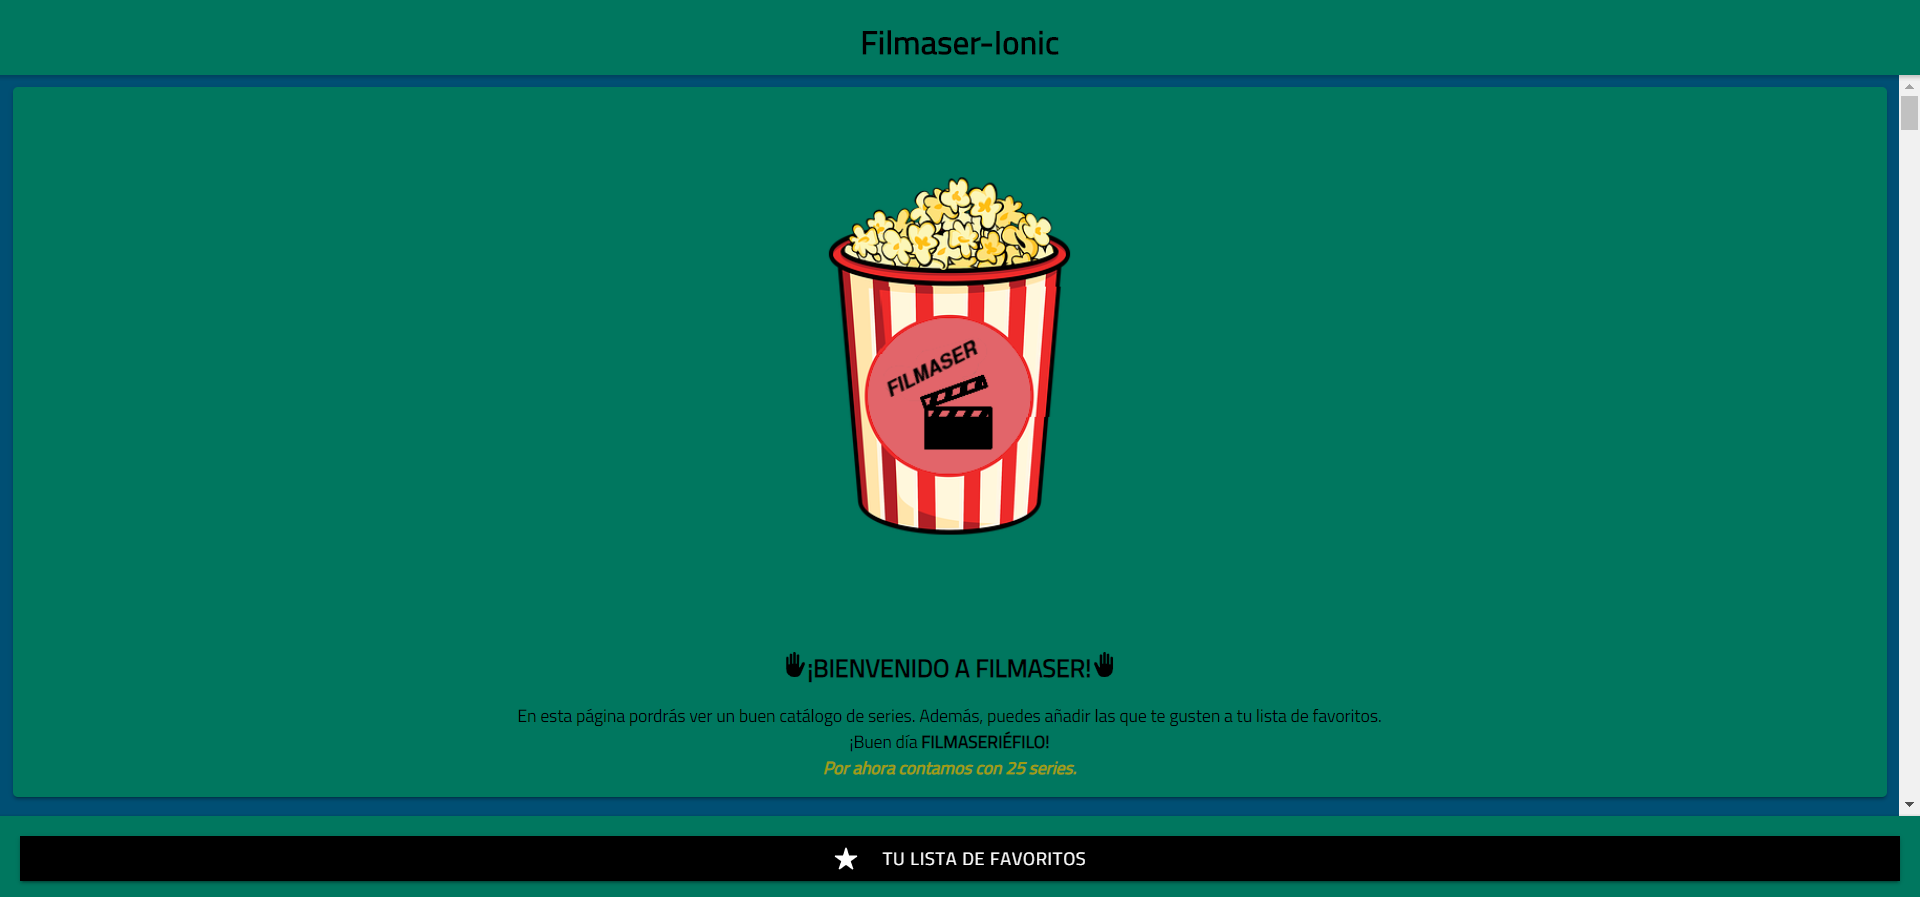 Filmaser-Ionic
FILMASER
¡BIENVENIDO A FILMASER!
En esta página pordrás ver un buen catálogo de series. Además, puedes añadir las que te gusten a tu lista de favoritos.
¡Buen día FILMASERIÉFILO!
Por ahora contamos con 25 series.
TU LISTA DE FAVORITOS